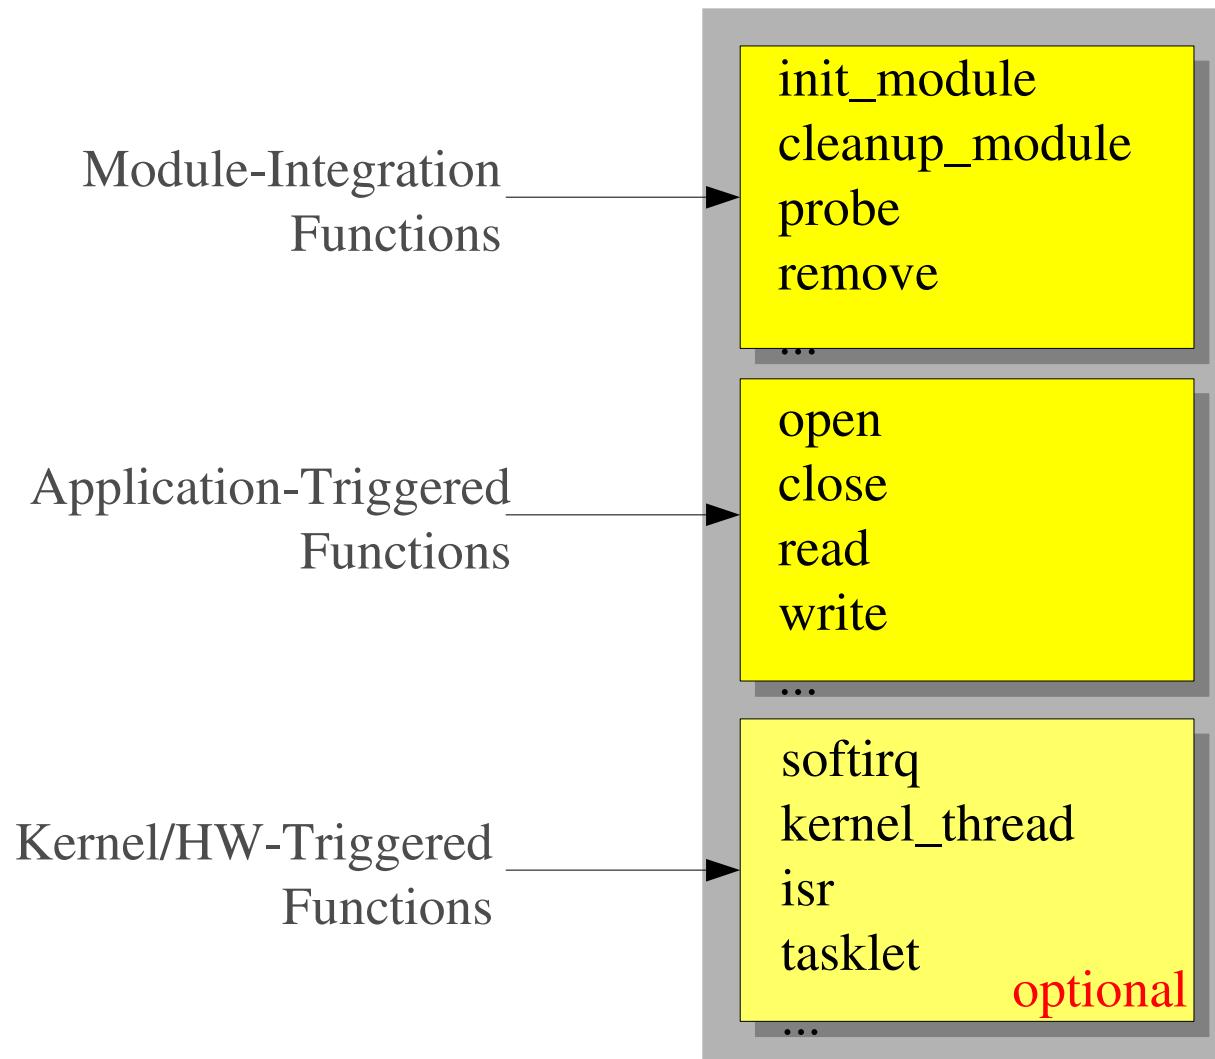 Module-Integration
Functions
init_module
cleanup_module
probe
remove
...
Application-Triggered
Functions
open
close
read
write
...
Kernel/HW-Triggered
Functions
softirq
kernel_thread
isr
tasklet
optional
...